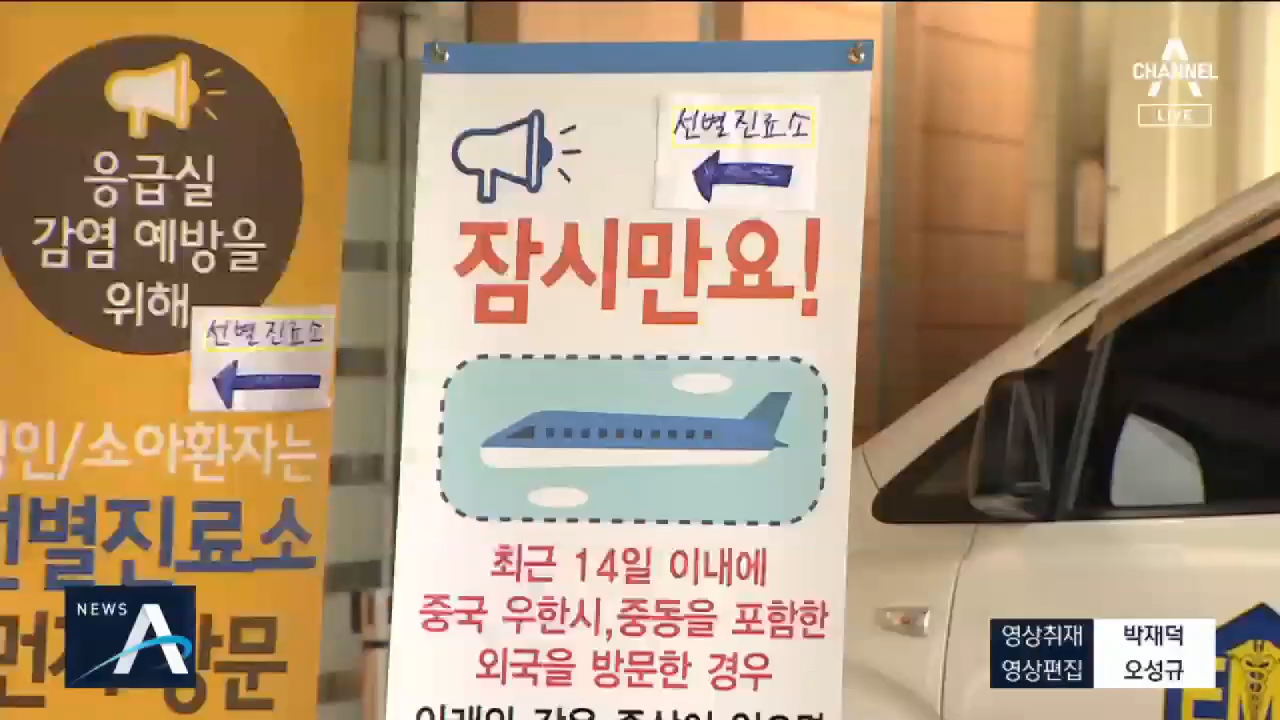 응급실
감염 예방을
위해
선별진료소
소아환자는
별진료소
선별진료소
잠시만요!
최근 14일 이내에
중국 우한시,중동을 포함한
외국을 방문한 경우
CHANNEL A
LIVE
NEWS A
영상취재 박재덕
영상편집 오성규